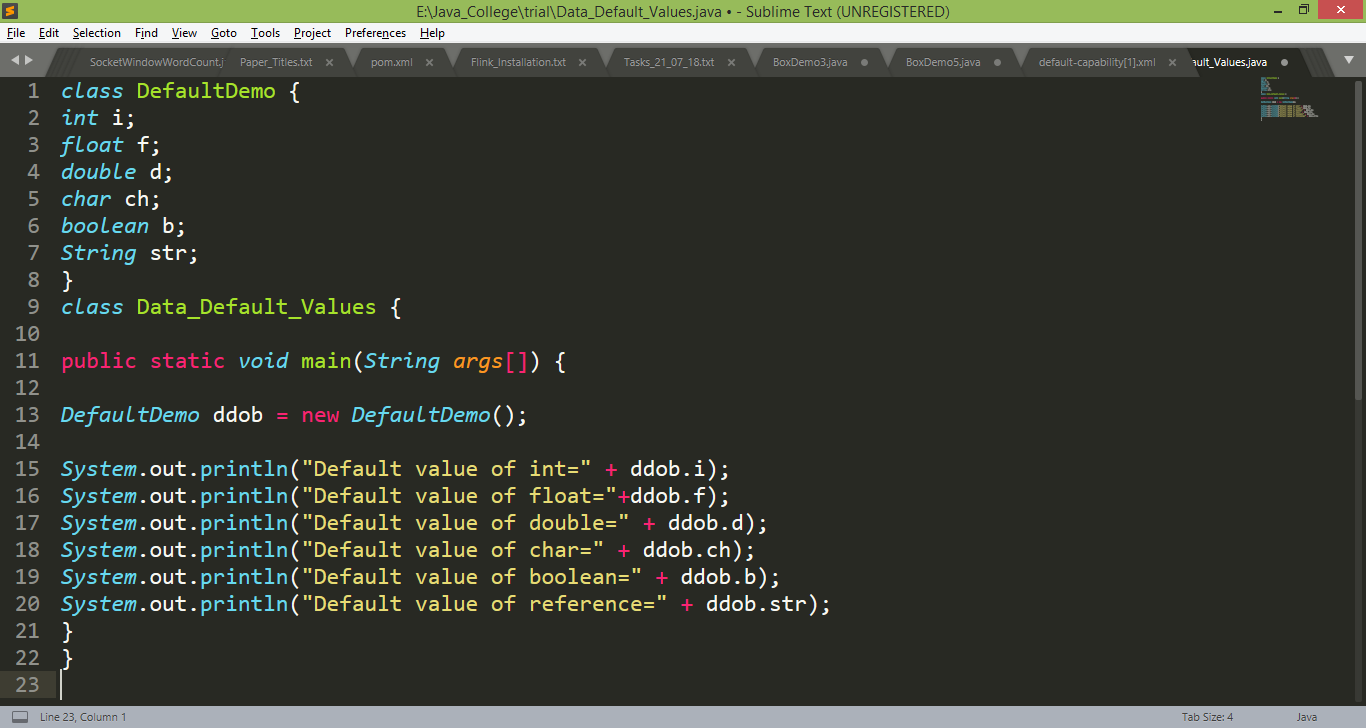 E:\Java_College\trial\Data_Default_Values.java • - Sublime Text (UNREGISTERED)
File Edit Selection Find View Goto Tools Project Preferences Help
SocketWindowWordCount.j Paper_Titles.txt pom.xml Flink_Installation.txt Tasks_21_07_18.txt BoxDemo3.java BoxDemo5.java default-capability[1].xml ault_Values.java
1 class DefaultDemo {
2 int i;
3 float f;
4 double d;
5 char ch;
6 boolean b;
7 String str;
8 }
9 class Data_Default_Values {
10
11 public static void main(String args[]) {
12
13 DefaultDemo ddob = new DefaultDemo();
14
15 System.out.println("Default value of int=" + ddob.i);
16 System.out.println("Default value of float="+ddob.f);
17 System.out.println("Default value of double=" + ddob.d);
18 System.out.println("Default value of char=" + ddob.ch);
19 System.out.println("Default value of boolean=" + ddob.b);
20 System.out.println("Default value of reference=" + ddob.str);
21 }
22 }
23
Line 23, Column 1 Tab Size: 4 Java